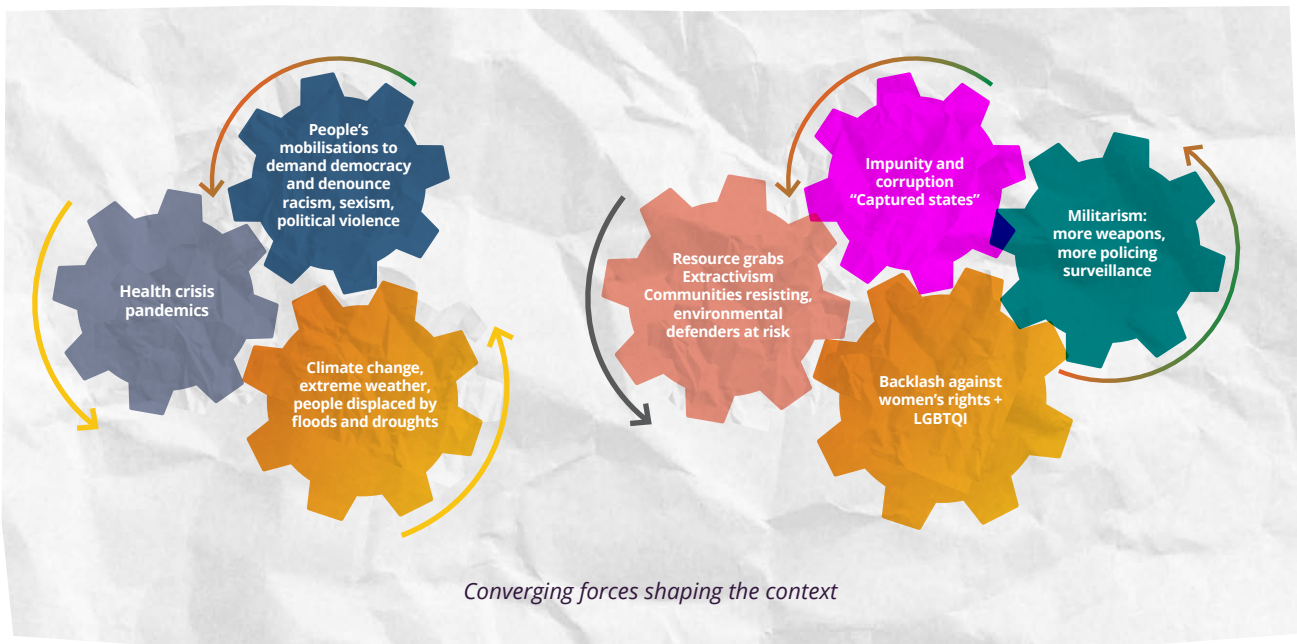 People’s
mobilisations to
demand democracy
and denounce
racism, sexism,
political violence
Health crisis
pandemics
Climate change,
extreme weather,
people displaced by
floods and droughts
Impunity and
corruption
“Captured states”
Militarism:
more weapons,
more policing
surveillance
Resource grabs
Extractivism
Communities resisting,
environmental
defenders at risk
Backlash against
women’s rights +
LGBTQI
Converging forces shaping the context